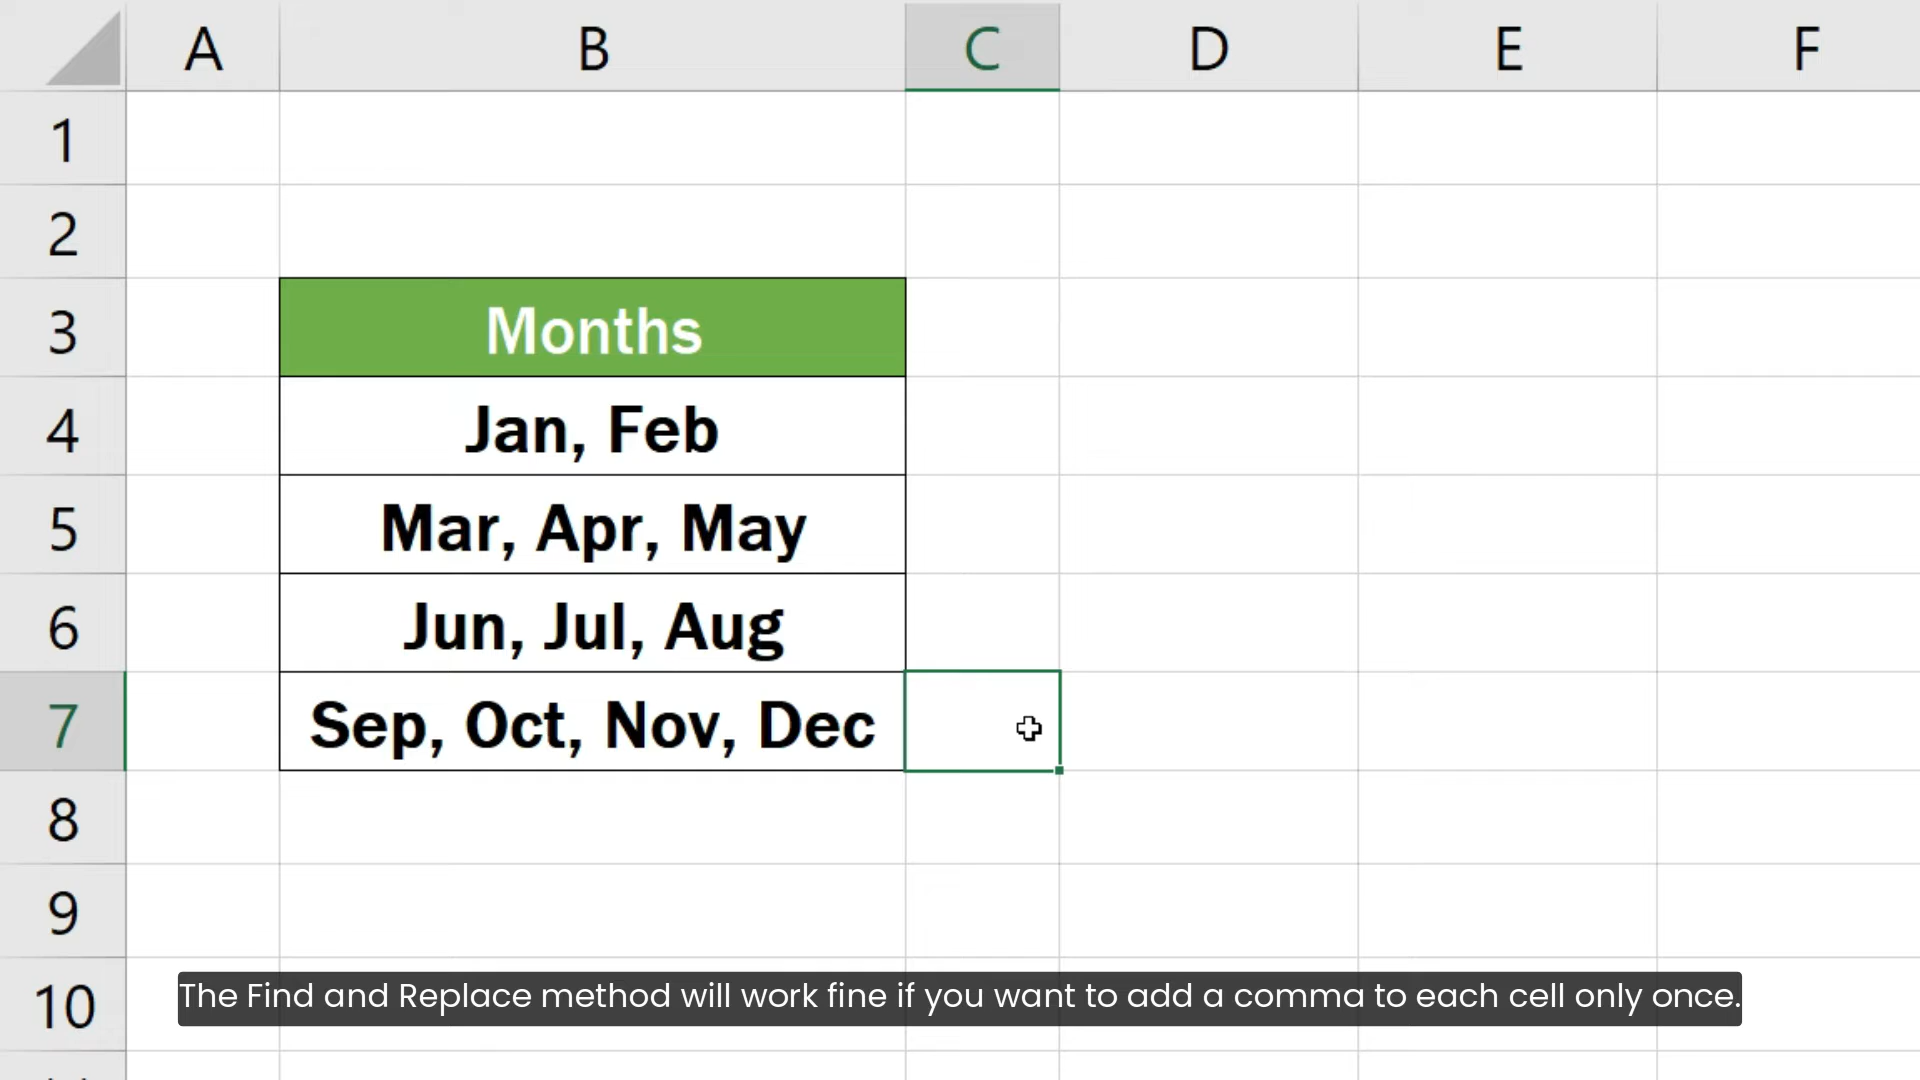 A B C D E F
1
2
3 Months
4 Jan, Feb
5 Mar, Apr, May
6 Jun, Jul, Aug
7 Sep, Oct, Nov, Dec
8
9
10
The Find and Replace method will work fine if you want to add a comma to each cell only once.